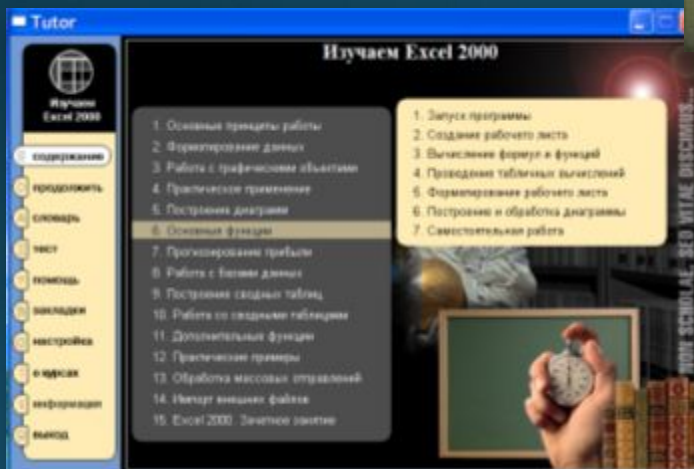 Tutor
Изучаем Excel 2000
Изучаем
Excel 2000
содержание
продолжить
словарь
тест
помощь
закладки
настройка
о курсах
информация
выход
1. Основные принципы работы
2. Форматирование данных
3. Работа с графическими объектами
4. Практическое применение
5. Построение диаграмм
6. Основные функции
7. Прогнозирование прибыли
8. Работа с базами данных
9. Построение сводных таблиц
10. Работа со сводными таблицами
11. Дополнительные функции
12. Практические примеры
13. Обработка массовых отправлений
14. Импорт внешних файлов
15. Excel 2000. Зачетное занятие
1. Запуск программы
2. Создание рабочего листа
3. Вычисление формул и функций
4. Проведение табличных вычислений
5. Форматирование рабочего листа
6. Построение и обработка диаграммы
7. Самостоятельная работа
NON SCHOLAE, SED VITAE DISCIMUS...